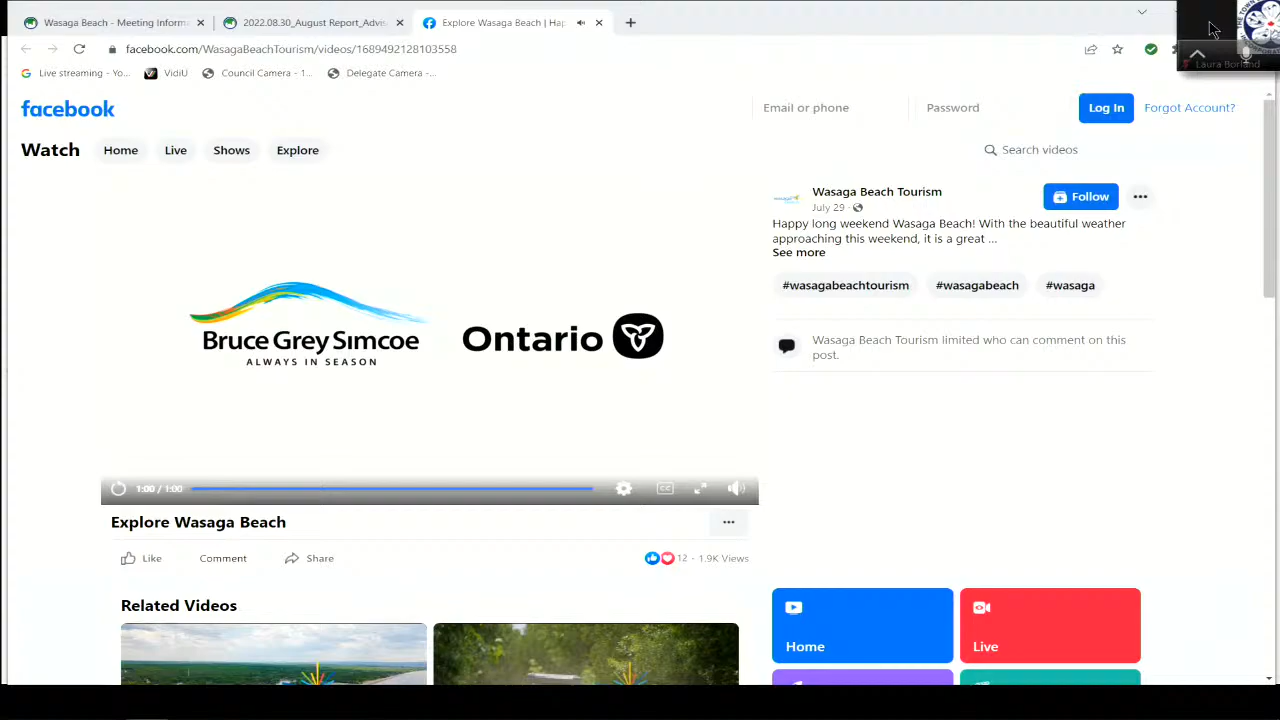 Wasaga Beach - Meeting Inform
2022.08.30_August Report_Advis
Explore Wasaga Beach | Hap
facebook.com/WasagaBeachTourism/videos/1689492128103558
Live streaming - Yo...
VidiU
Council Camera - 1...
Delegate Camera -...
Laura Borland
facebook
Email or phone
Password
Log In
Forgot Account?
Watch
Home
Live
Shows
Explore
Search videos
Bruce Grey Simcoe
ALWAYS IN SEASON
Ontario
1:00 / 1:00
CC
Explore Wasaga Beach
Like
Comment
Share
12 · 1.9K Views
Related Videos
Wasaga Beach Tourism
July 29 ·
Follow
Happy long weekend Wasaga Beach! With the beautiful weather
approaching this weekend, it is a great ...
See more
#wasagabeachtourism
#wasagabeach
#wasaga
Wasaga Beach Tourism limited who can comment on this
post.
Home
Live